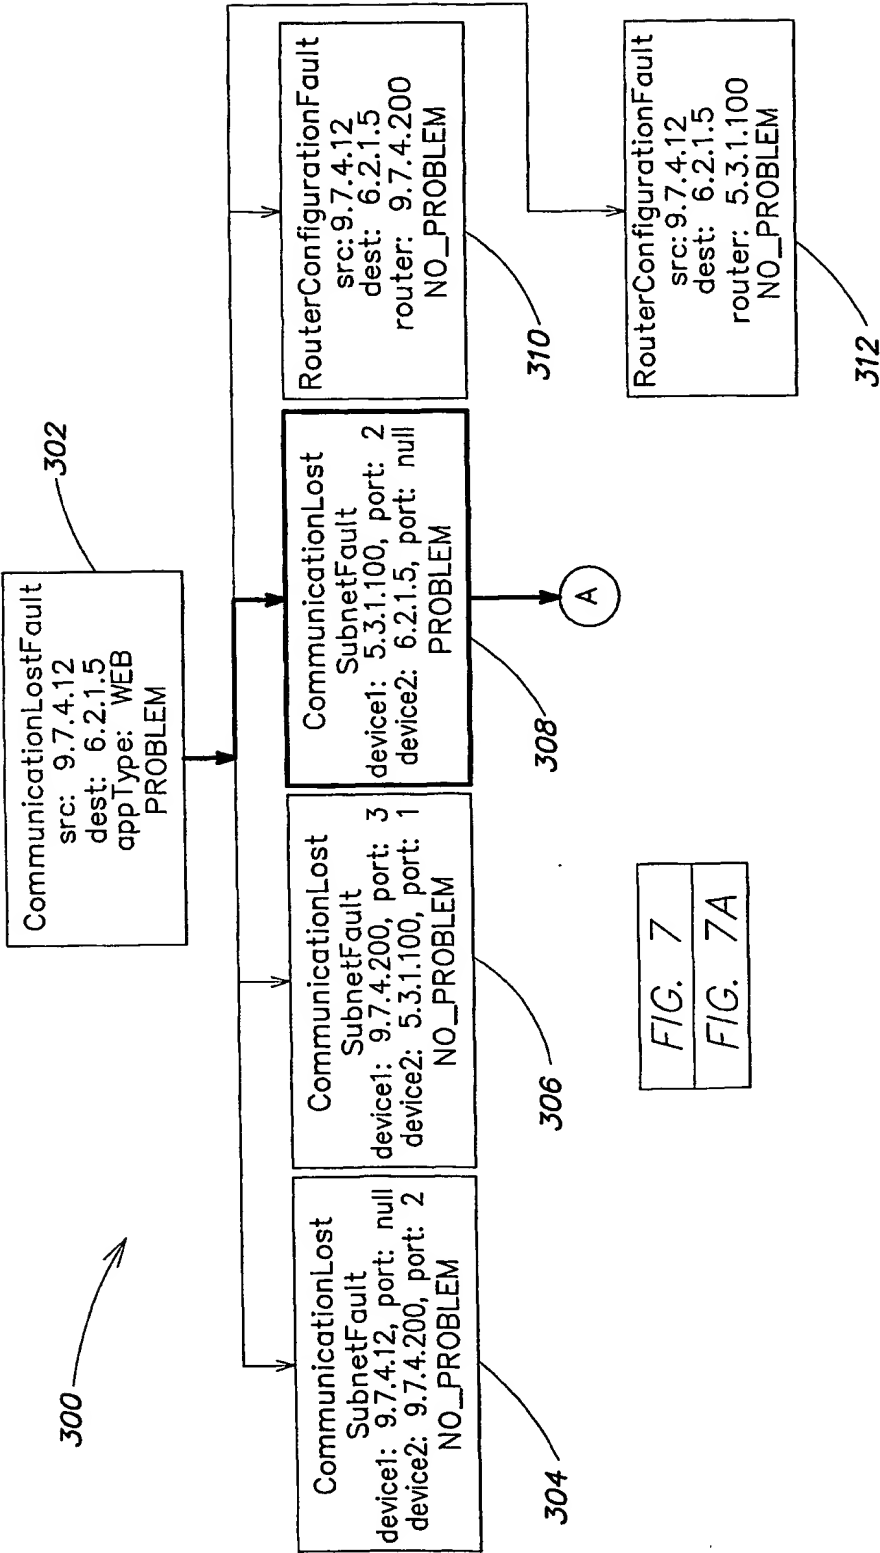 300
CommunicationLostFault
src: 9.7.4.12
dest: 6.2.1.5
appType: WEB
PROBLEM
302
CommunicationLost
SubnetFault
device1: 9.7.4.12, port: null
device2: 9.7.4.200, port: 2
NO_PROBLEM
304
CommunicationLost
SubnetFault
device1: 9.7.4.200, port: 3
device2: 5.3.1.100, port: 1
NO_PROBLEM
306
CommunicationLost
SubnetFault
device1: 5.3.1.100, port: 2
device2: 6.2.1.5, port: null
PROBLEM
308
A
RouterConfigurationFault
src: 9.7.4.12
dest: 6.2.1.5
router: 9.7.4.200
NO_PROBLEM
310
RouterConfigurationFault
src: 9.7.4.12
dest: 6.2.1.5
router: 5.3.1.100
NO_PROBLEM
312
FIG. 7
FIG. 7A